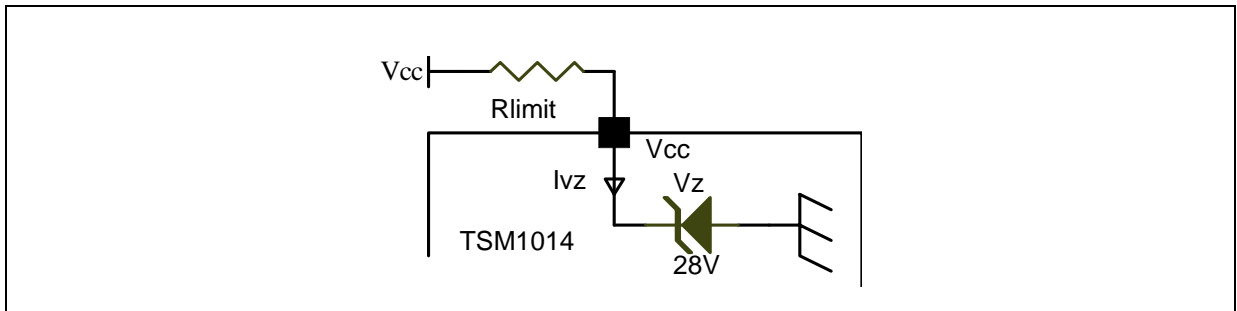 Vcc
Rlimit
Vcc
Ivz
Vz
TSM1014
28V